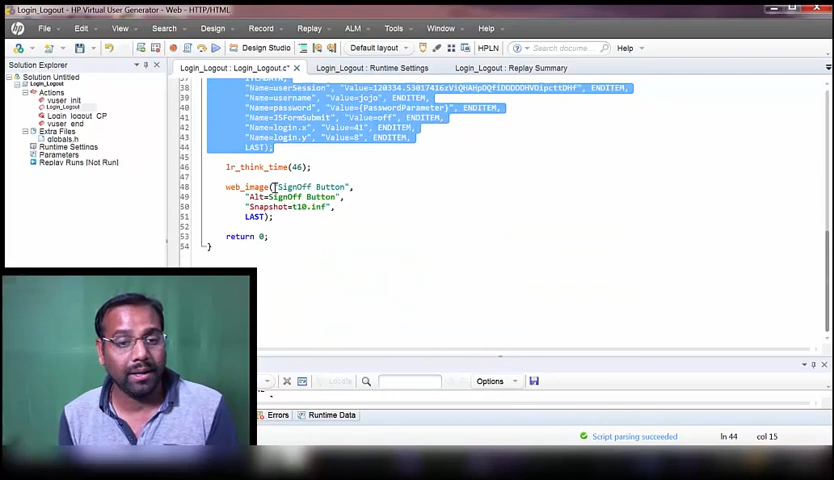 Login_Logout - HP Virtual User Generator - Web - HTTP/HTML
File Edit View Search Design Record Replay ALM Tools Window Help
Design Studio Default layout HPLN Search Document... Help
Solution Explorer
Login_Logout : Login_Logout.c* Login_Logout : Runtime Settings Login_Logout : Replay Summary
Solution Untitled
Login_Logout
Actions
vuser_init
Login_Logout
Login_Logout_CP
vuser_end
Extra Files
globals.h
Runtime Settings
Parameters
Replay Runs [Not Run]
37 ITEMDATA,
38
39 "Name=username", "Value=jojo", ENDITEM,
40 "Name=password", "Value={PasswordParameter}", ENDITEM,
41 "Name=JSFormSubmit", "Value=off", ENDITEM,
42 "Name=login.x", "Value=41", ENDITEM,
43 "Name=login.y", "Value=8", ENDITEM,
44 LAST);
45
46 lr_think_time(46);
47
48 web_image("SignOff Button",
49 "Alt=SignOff Button",
50 "Snapshot=t10.inf",
51 LAST);
52
53 return 0;
54 }
Locate Options
Errors Runtime Data
Script parsing succeeded ln 44 col 15